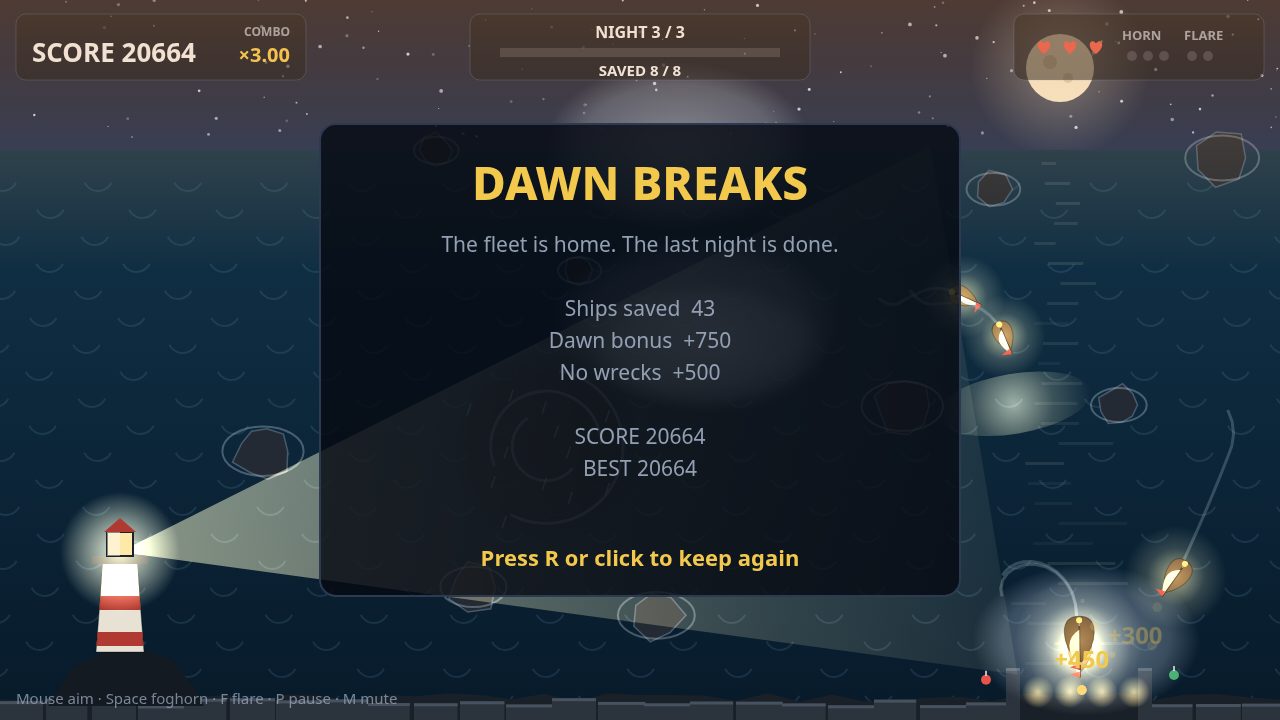 SCORE 20664
COMBO
×3.00
NIGHT 3 / 3
SAVED 8 / 8
HORN FLARE
DAWN BREAKS
The fleet is home. The last night is done.
Ships saved 43
Dawn bonus +750
No wrecks +500
SCORE 20664
BEST 20664
Press R or click to keep again
+300
+450
Mouse aim · Space foghorn · F flare · P pause · M mute